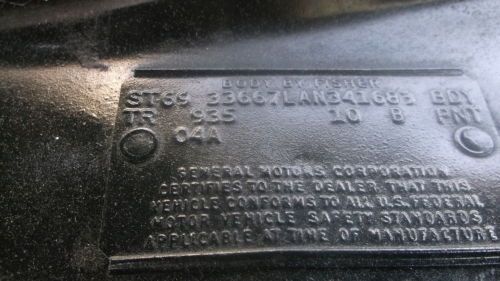 BODY BY FISHER
ST69 33667LAN341685 BDY
TR 935 10 B PNT
04A
GENERAL MOTORS CORPORATION
CERTIFIES TO THE DEALER THAT THIS
VEHICLE CONFORMS TO ALL U.S. FEDERAL
MOTOR VEHICLE SAFETY STANDARDS
APPLICABLE AT TIME OF MANUFACTURE